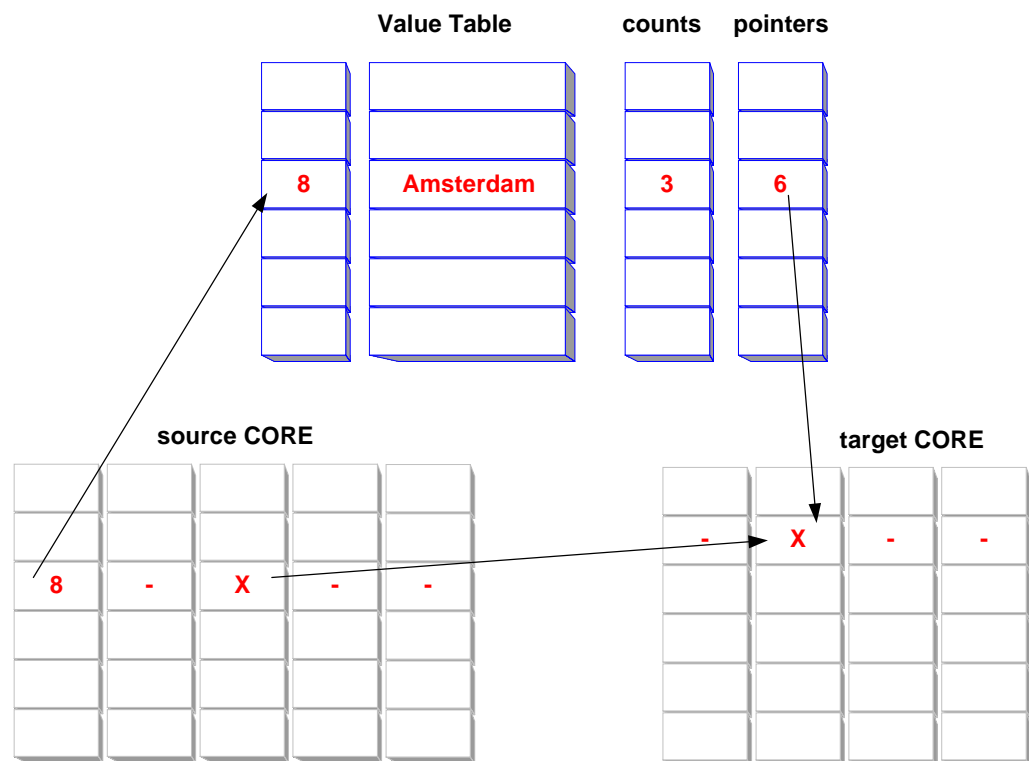 Value Table counts pointers
8 Amsterdam 3 6
source CORE
target CORE
- X - -
8 - X - -